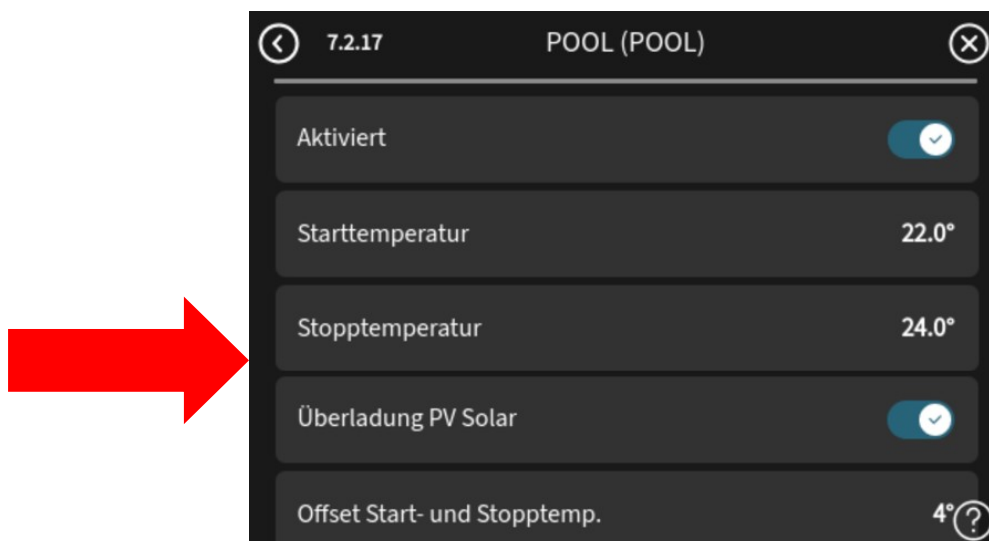 7.2.17 POOL (POOL)
Aktiviert
Starttemperatur 22.0°
Stopptemperatur 24.0°
Überladung PV Solar
Offset Start- und Stopptemp. 4°
?